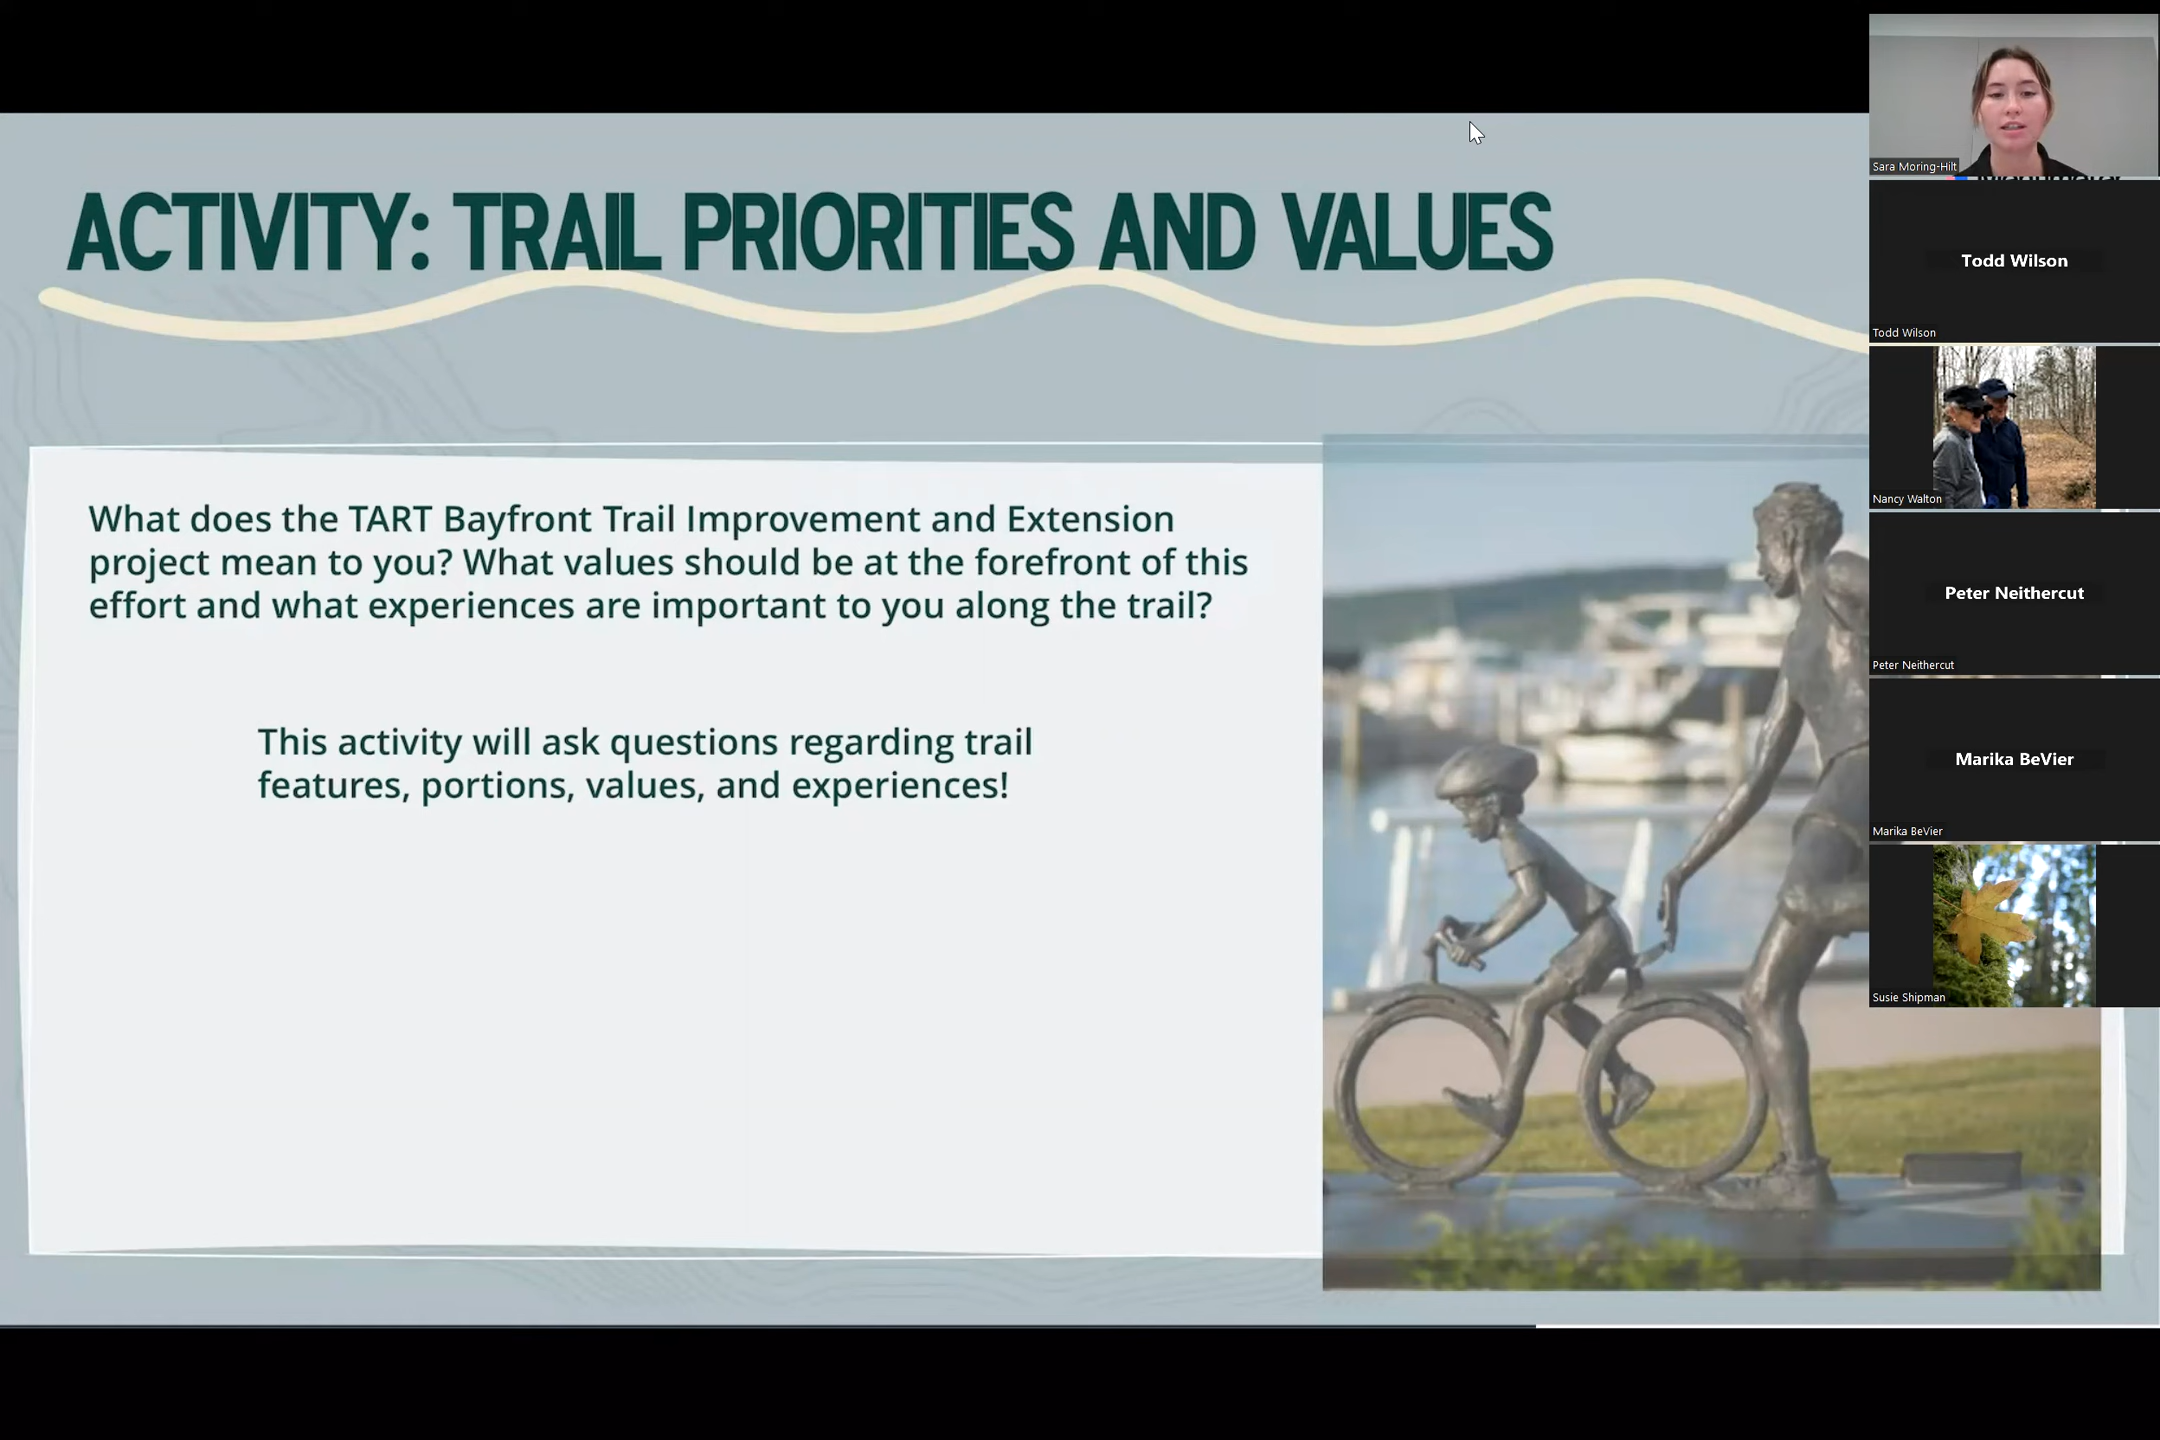 ACTIVITY: TRAIL PRIORITIES AND VALUES
What does the TART Bayfront Trail Improvement and Extension
project mean to you? What values should be at the forefront of this
effort and what experiences are important to you along the trail?
This activity will ask questions regarding trail
features, portions, values, and experiences!
Sara Moring-Hilt
Todd Wilson
Todd Wilson
Nancy Walton
Peter Neithercut
Peter Neithercut
Marika BeVier
Marika BeVier
Susie Shipman